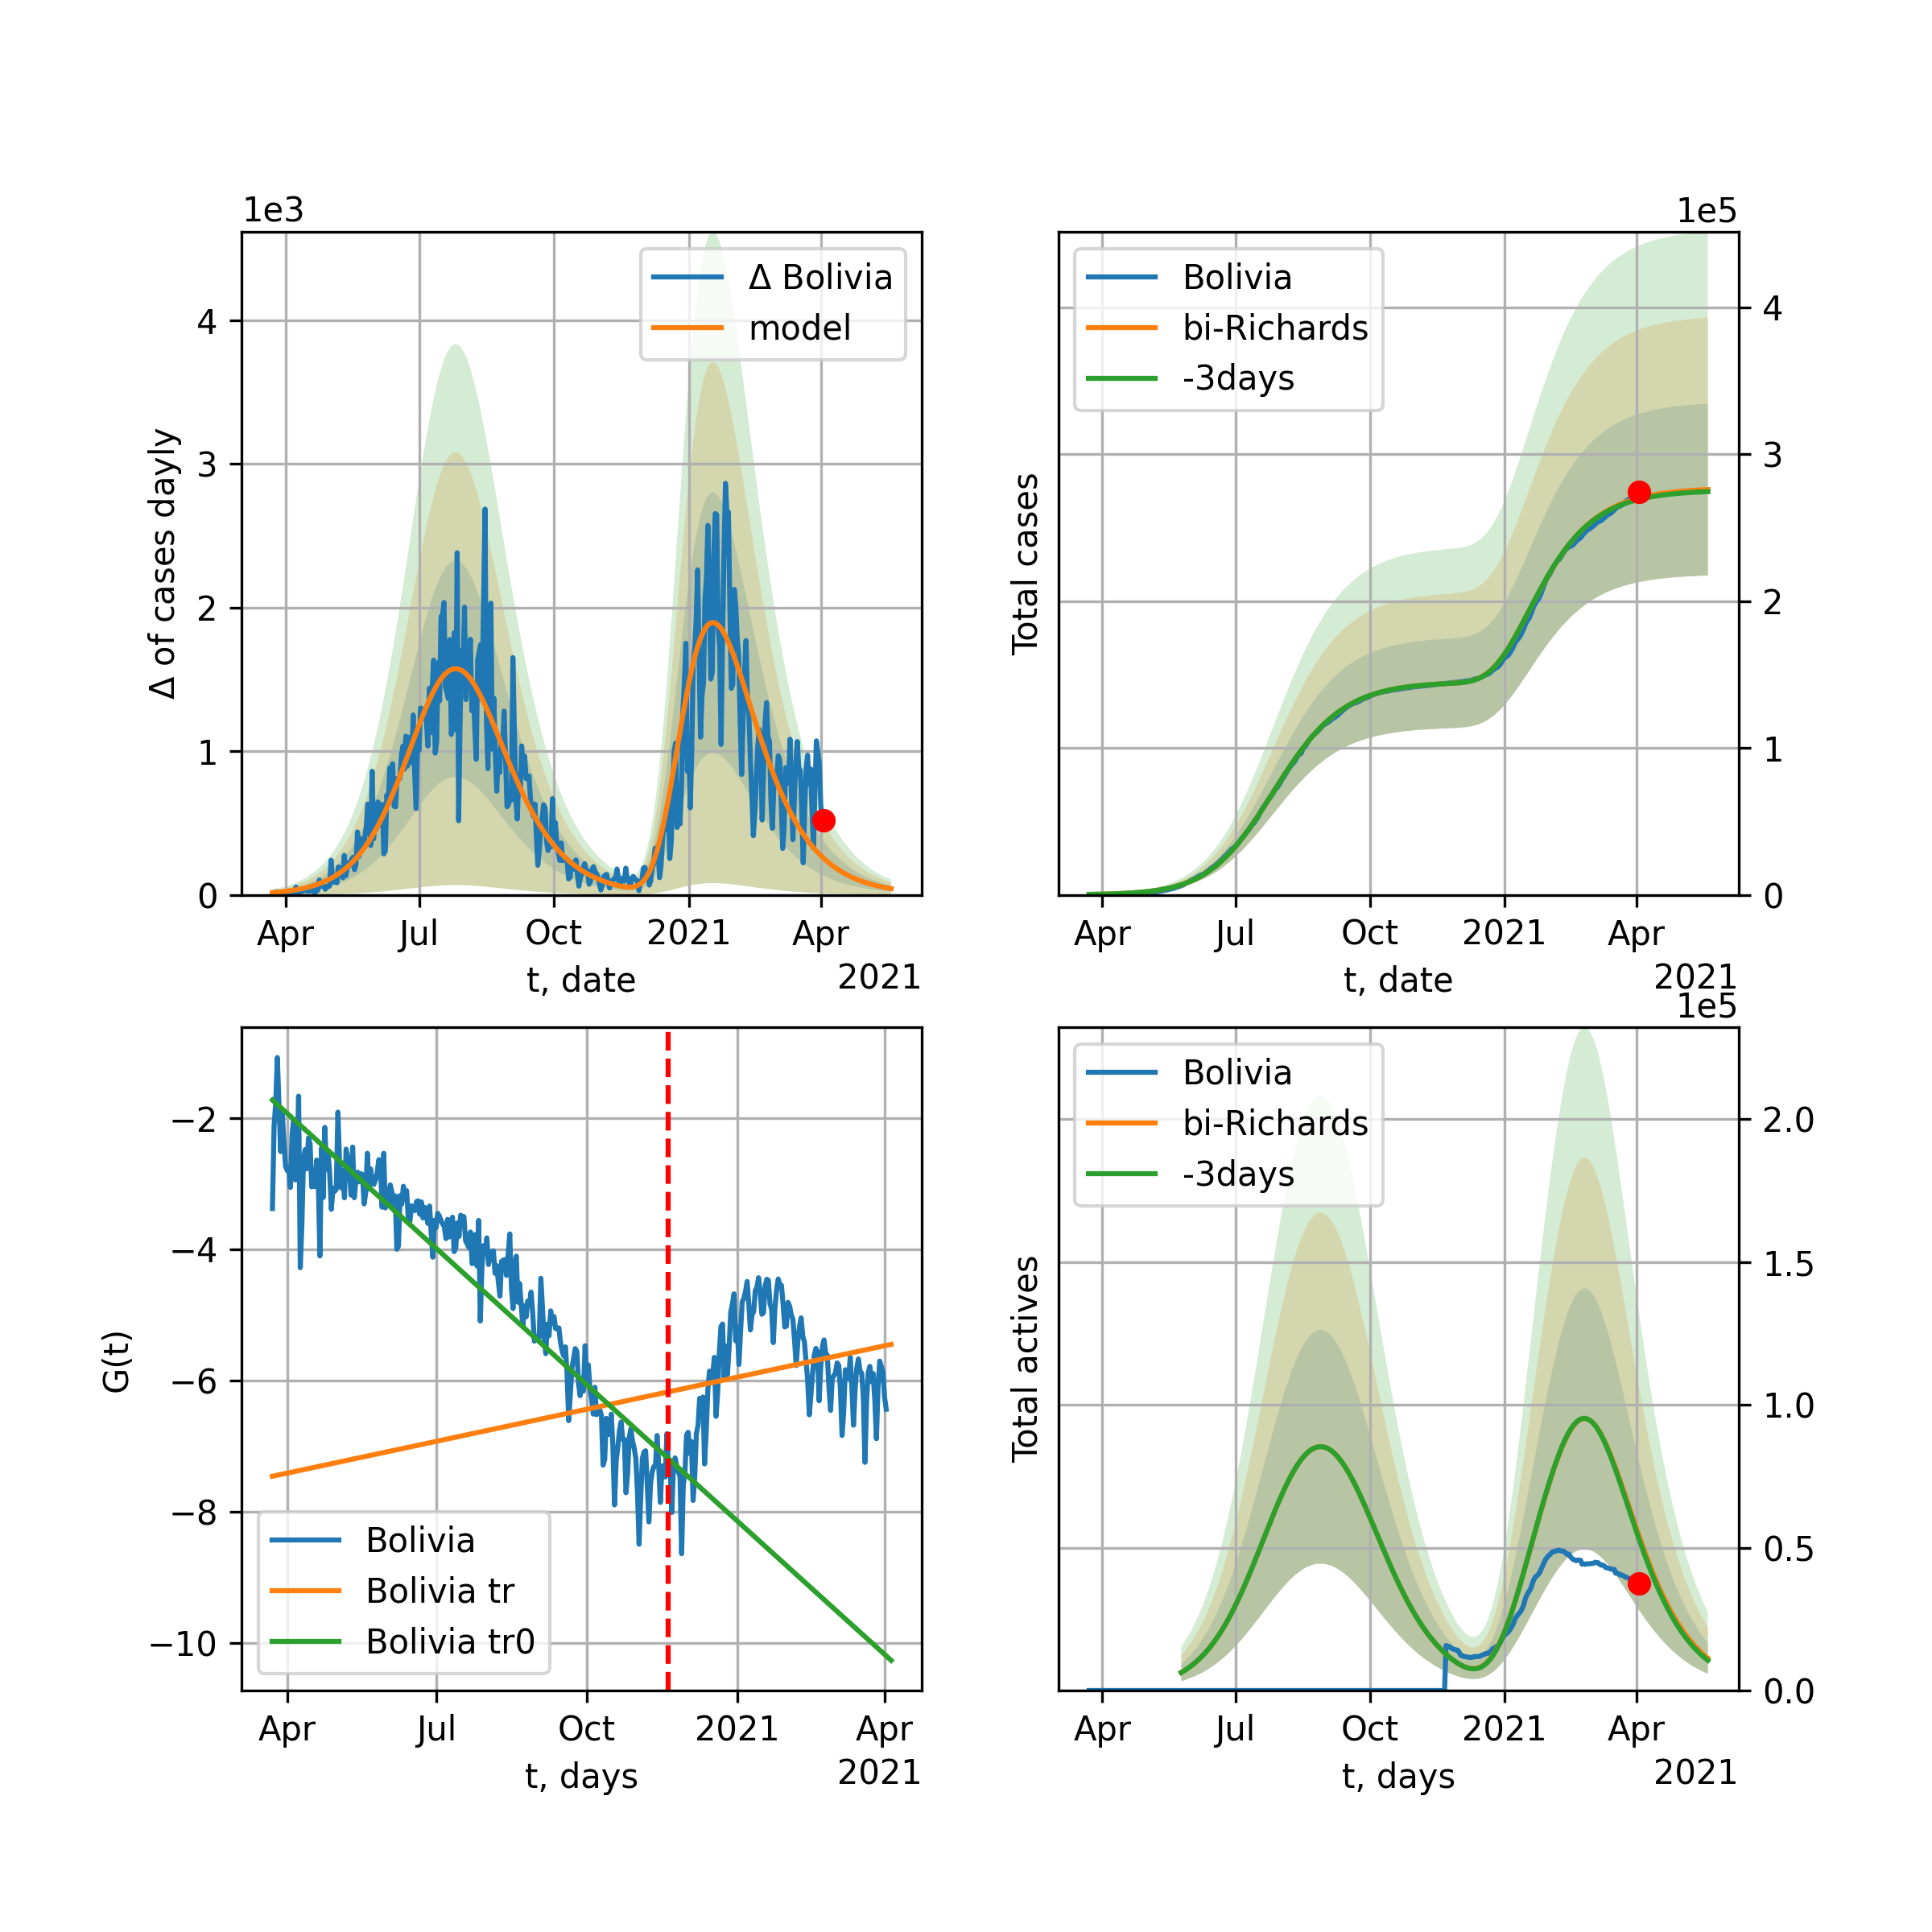 1e3
Δ of cases dayly
4
3
2
1
0
Δ Bolivia
model
Apr
Jul
Oct
2021
Apr
t, date
2021
1e5
Total cases
Bolivia
bi-Richards
-3days
4
3
2
1
0
Apr
Jul
Oct
2021
Apr
t, date
2021
G(t)
−2
−4
−6
−8
−10
Bolivia
Bolivia tr
Bolivia tr0
Apr
Jul
Oct
2021
Apr
t, days
2021
1e5
Total actives
Bolivia
bi-Richards
-3days
2.0
1.5
1.0
0.5
0.0
Apr
Jul
Oct
2021
Apr
t, days
2021